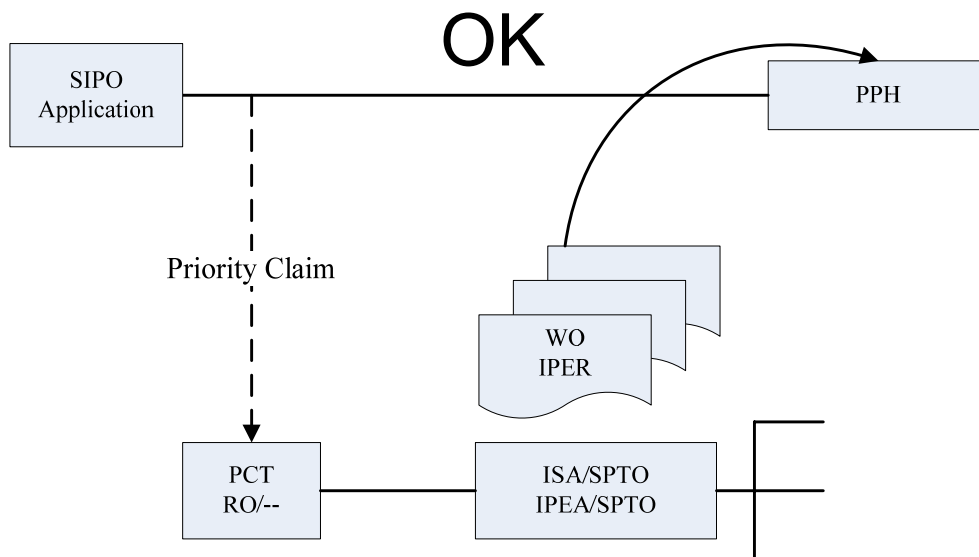 OK
SIPO
Application
PPH
Priority Claim
WO
IPER
PCT
RO/--
ISA/SPTO
IPEA/SPTO